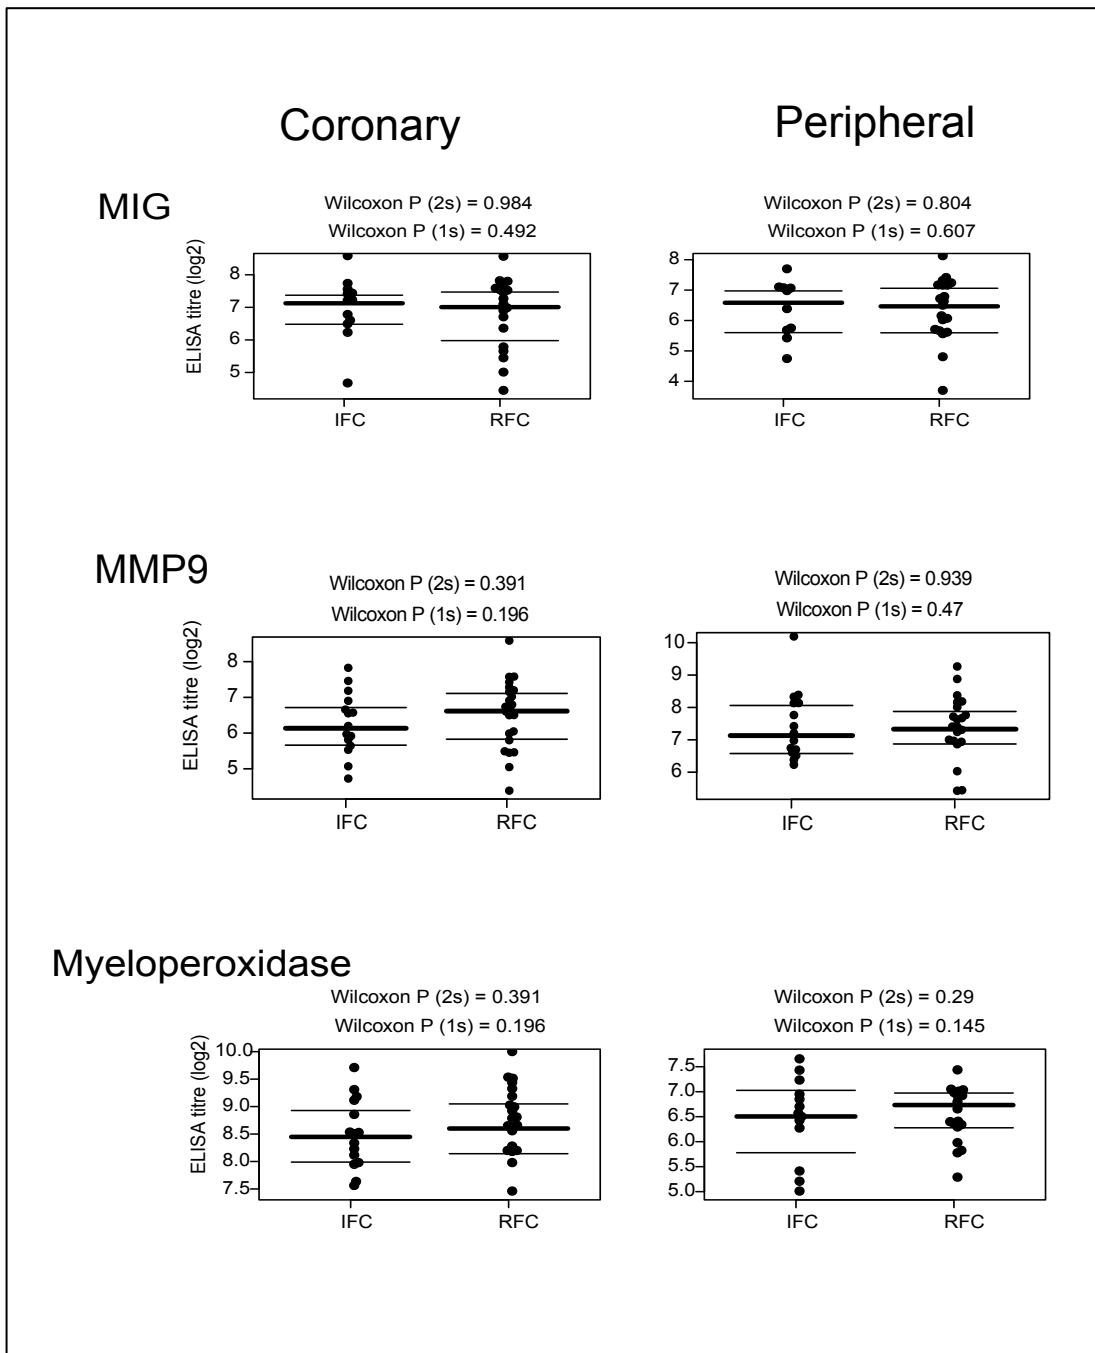 Coronary
Peripheral
MIG
Wilcoxon P (2s) = 0.984
Wilcoxon P (1s) = 0.492
ELISA titre (log2)
8
7
6
5
IFC
RFC
Wilcoxon P (2s) = 0.804
Wilcoxon P (1s) = 0.607
8
7
6
5
4
IFC
RFC
MMP9
Wilcoxon P (2s) = 0.391
Wilcoxon P (1s) = 0.196
ELISA titre (log2)
8
7
6
5
IFC
RFC
Wilcoxon P (2s) = 0.939
Wilcoxon P (1s) = 0.47
10
9
8
7
6
IFC
RFC
Myeloperoxidase
Wilcoxon P (2s) = 0.391
Wilcoxon P (1s) = 0.196
ELISA titre (log2)
10.0
9.5
9.0
8.5
8.0
7.5
IFC
RFC
Wilcoxon P (2s) = 0.29
Wilcoxon P (1s) = 0.145
7.5
7.0
6.5
6.0
5.5
5.0
IFC
RFC